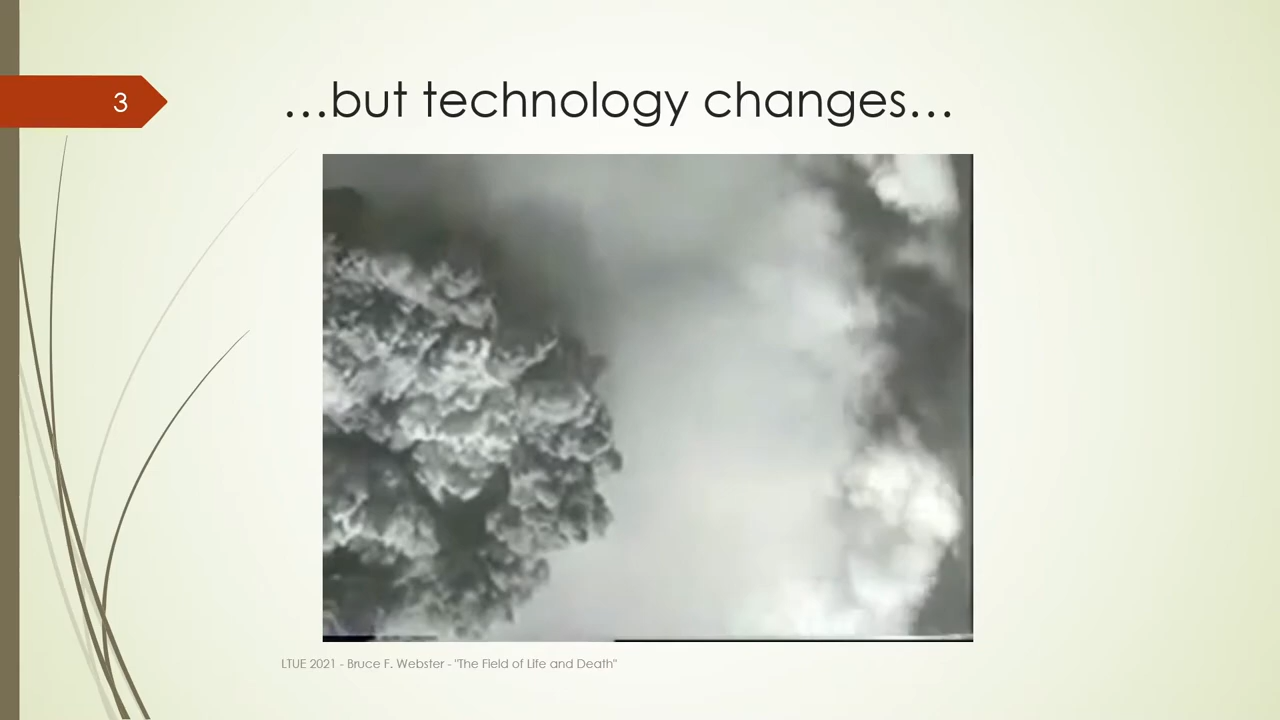 3
…but technology changes…
LTUE 2021 - Bruce F. Webster - "The Field of Life and Death"